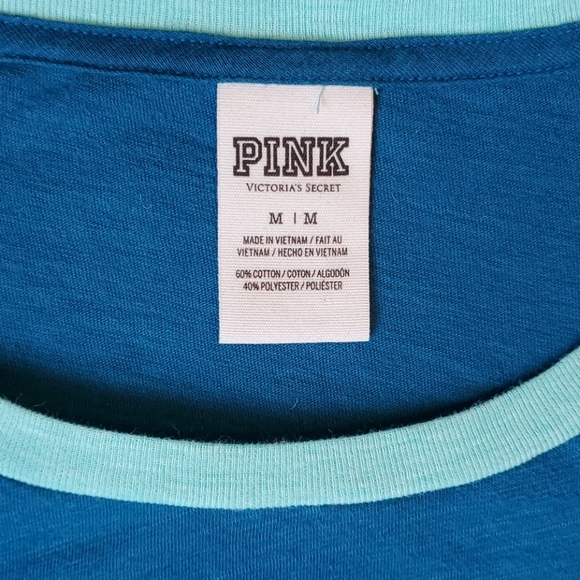 PINK
VICTORIA'S SECRET
M | M
MADE IN VIETNAM / FAIT AU
VIETNAM / HECHO EN VIETNAM
60% COTTON / COTON / ALGODÓN
40% POLYESTER / POLIÉSTER